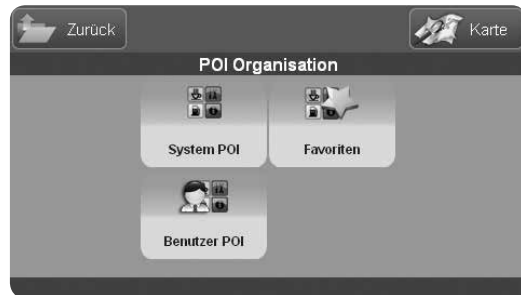 Zurück Karte
POI Organisation
System POI Favoriten
Benutzer POI